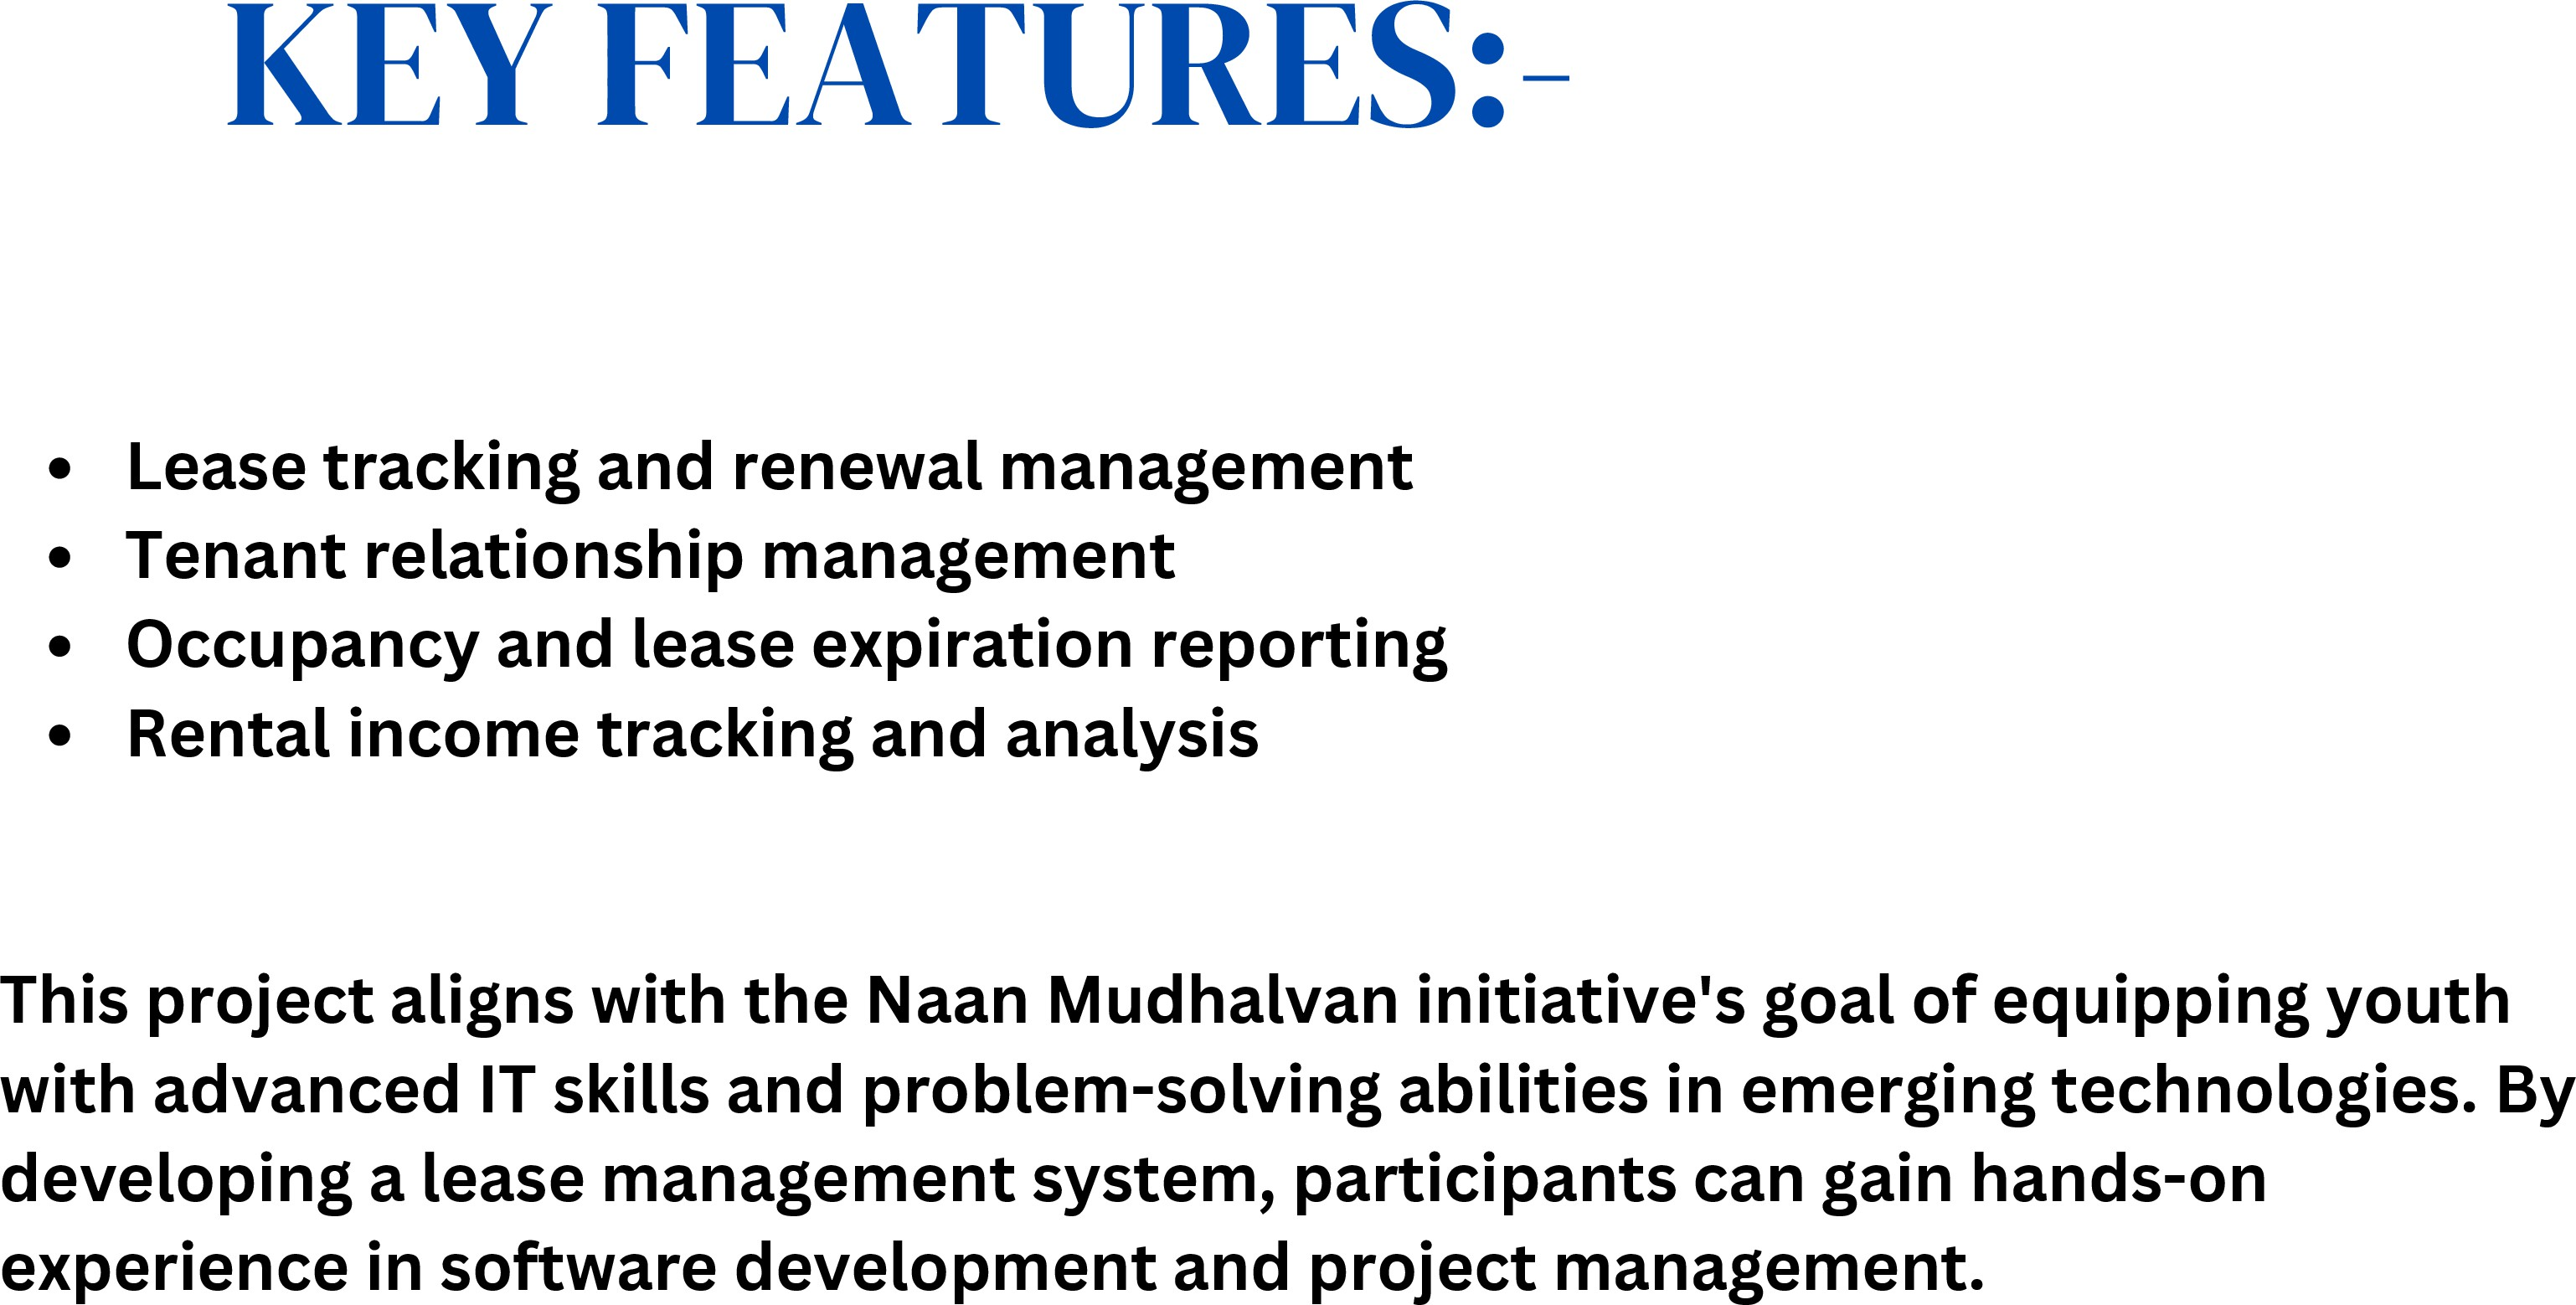 KEY FEATURES:-
• Lease tracking and renewal management
• Tenant relationship management
• Occupancy and lease expiration reporting
• Rental income tracking and analysis
This project aligns with the Naan Mudhalvan initiative's goal of equipping youth
with advanced IT skills and problem-solving abilities in emerging technologies. By
developing a lease management system, participants can gain hands-on
experience in software development and project management.